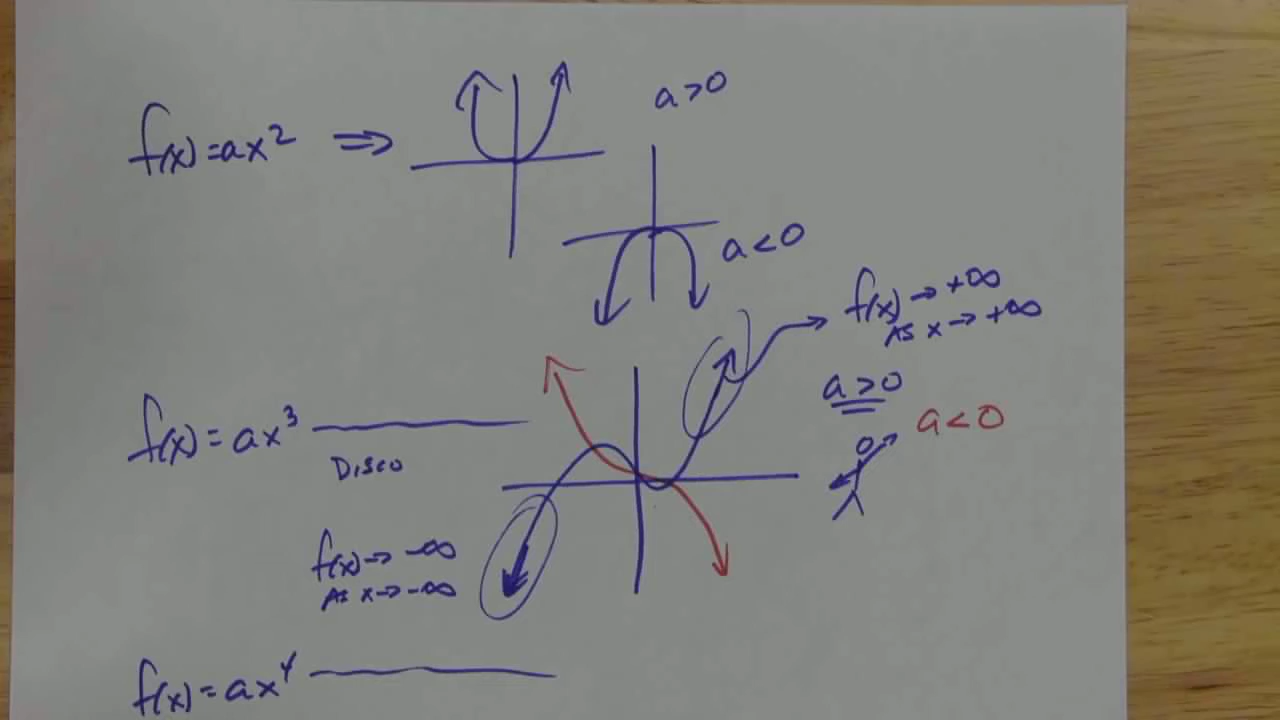 f(x)=ax² ⇒
a>0
a<0
f(x)→+∞
AS x→+∞
a>0
a<0
f(x)=ax³
DISCO
f(x)→-∞
AS x→-∞
f(x)=ax⁴